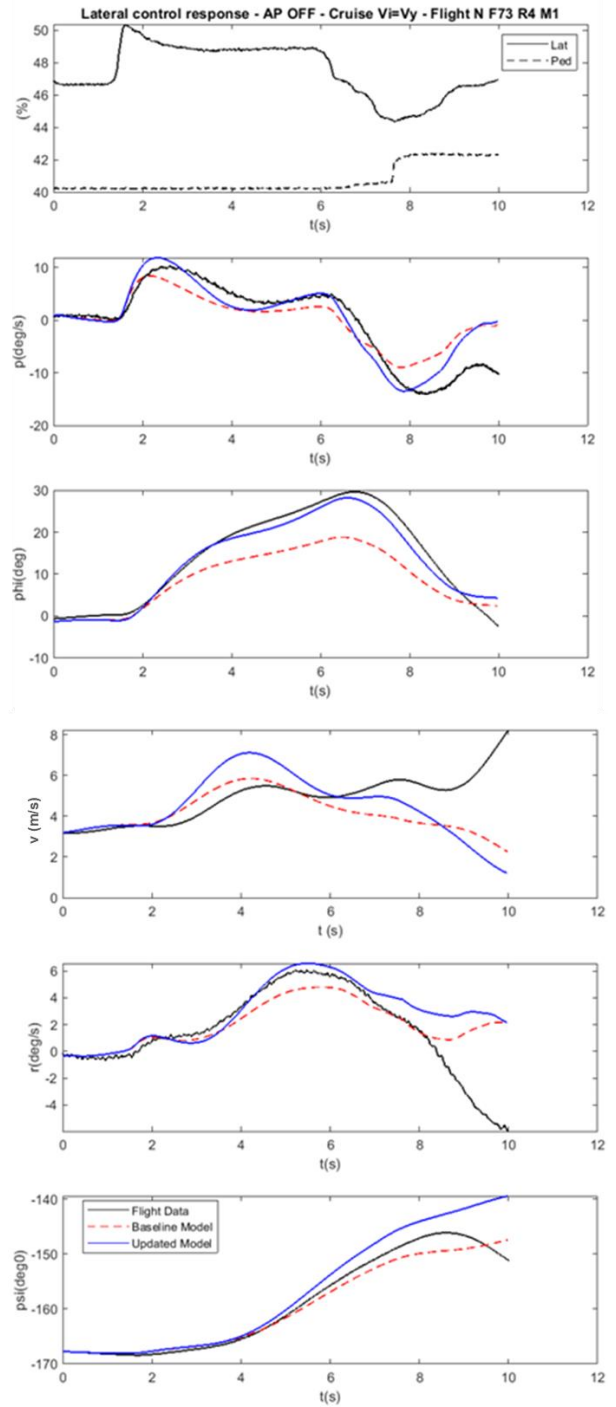 Lateral control response - AP OFF - Cruise Vi=Vy - Flight N F73 R4 M1
50
48
46
44
42
40
(%)
Lat
Ped
0 2 4 6 8 10 12
t(s)
10
0
-10
-20
p(deg/s)
0 2 4 6 8 10 12
t(s)
30
20
10
0
-10
phi(deg)
0 2 4 6 8 10 12
t(s)
8
6
4
2
0
v (m/s)
0 2 4 6 8 10 12
t (s)
6
4
2
0
-2
-4
r(deg/s)
0 2 4 6 8 10 12
t(s)
-140
-150
-160
-170
psi(deg0)
Flight Data
Baseline Model
Updated Model
0 2 4 6 8 10 12
t(s)